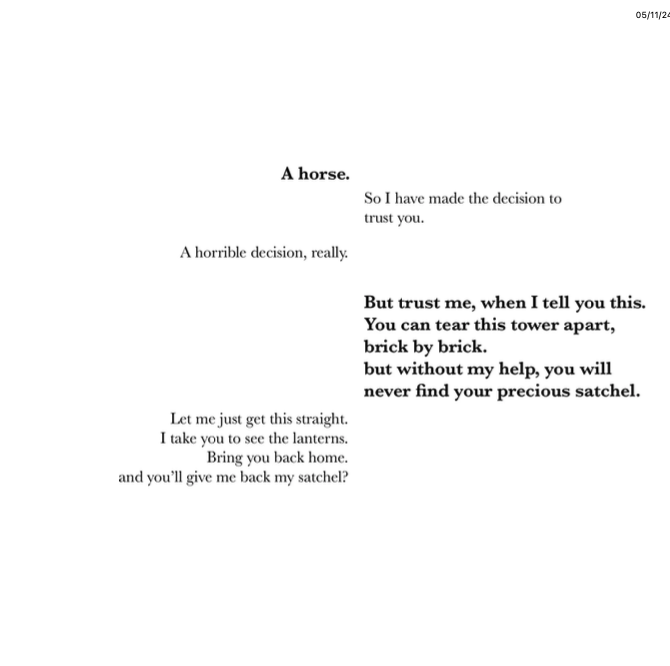 05/11/24
A horse.
So I have made the decision to
trust you.
A horrible decision, really.
But trust me, when I tell you this.
You can tear this tower apart,
brick by brick.
but without my help, you will
never find your precious satchel.
Let me just get this straight.
I take you to see the lanterns.
Bring you back home.
and you’ll give me back my satchel?